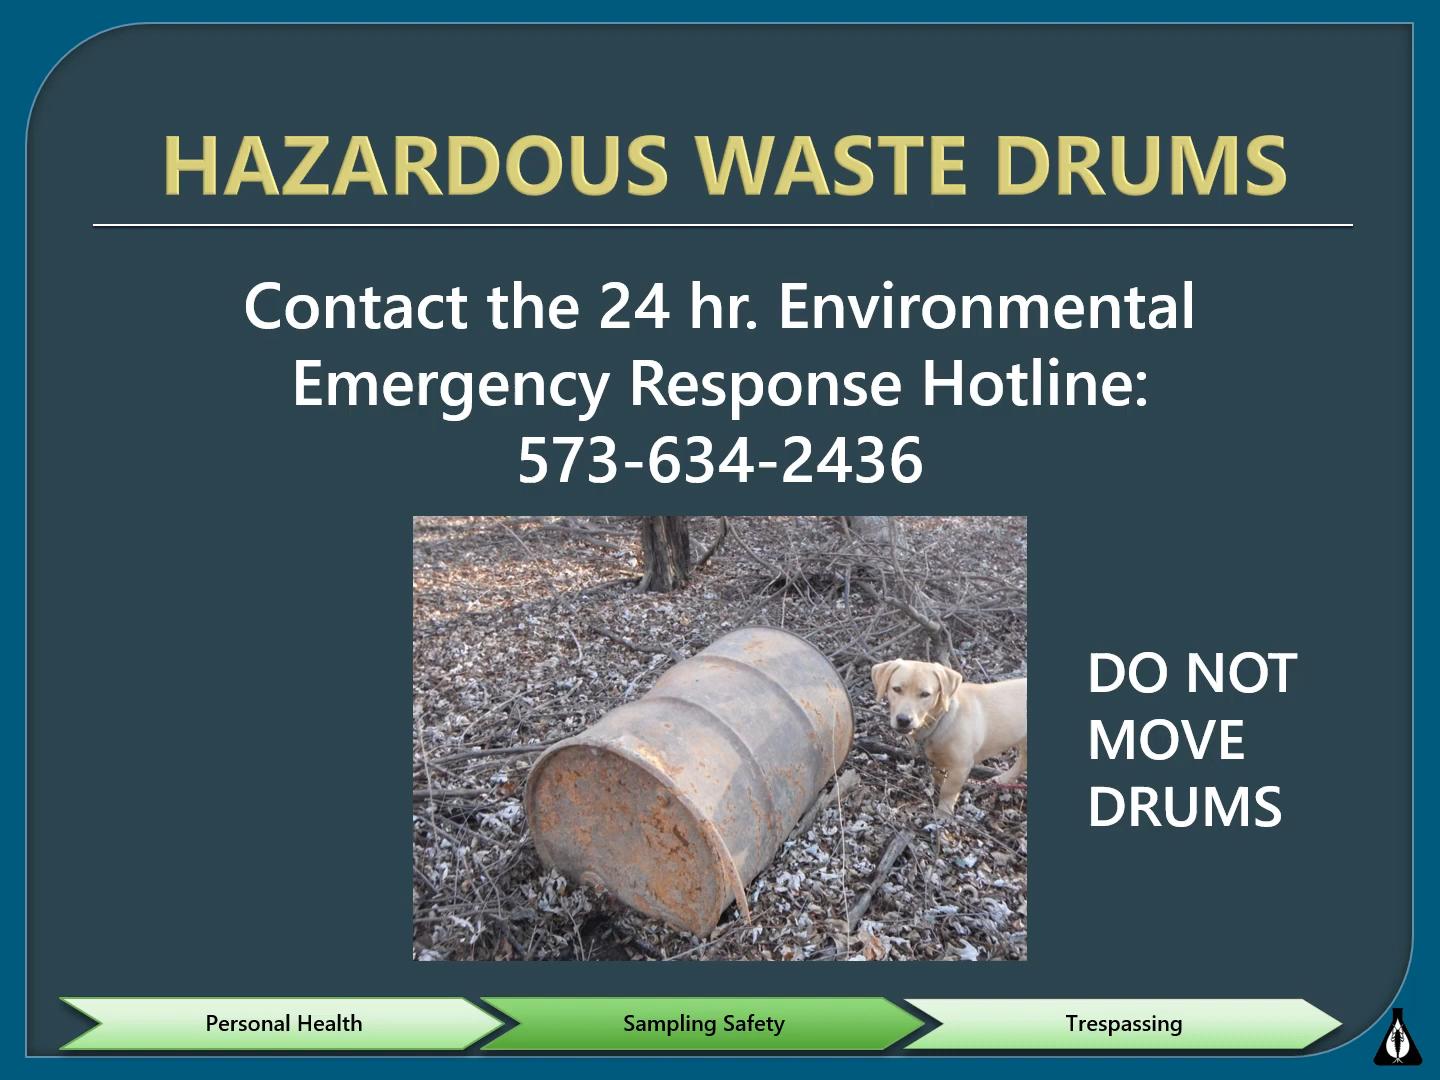 HAZARDOUS WASTE DRUMS
Contact the 24 hr. Environmental
Emergency Response Hotline:
573-634-2436
DO NOT
MOVE
DRUMS
Personal Health
Sampling Safety
Trespassing